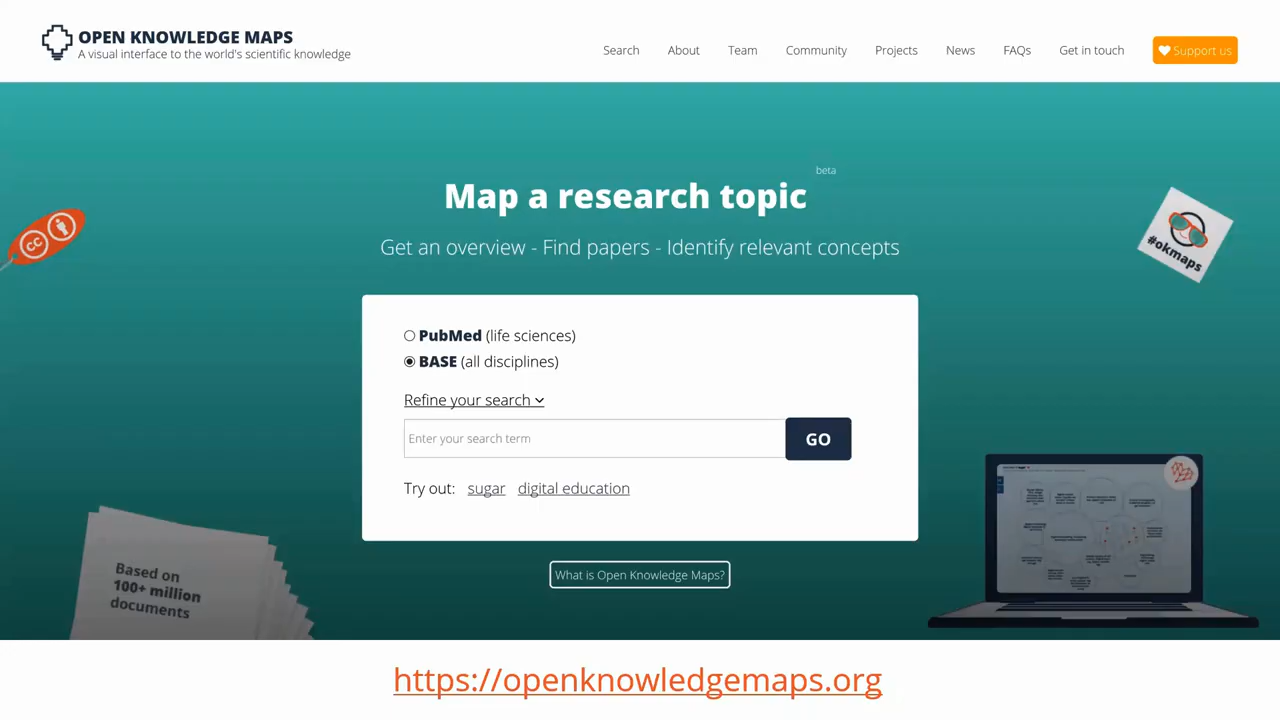 OPEN KNOWLEDGE MAPS
A visual interface to the world's scientific knowledge
Search About Team Community Projects News FAQs Get in touch Support us
beta
Map a research topic
Get an overview - Find papers - Identify relevant concepts
cc
#okmaps
PubMed (life sciences)
BASE (all disciplines)
Refine your search
Enter your search term
GO
Try out: sugar digital education
Based on
100+ million
documents
What is Open Knowledge Maps?
https://openknowledgemaps.org